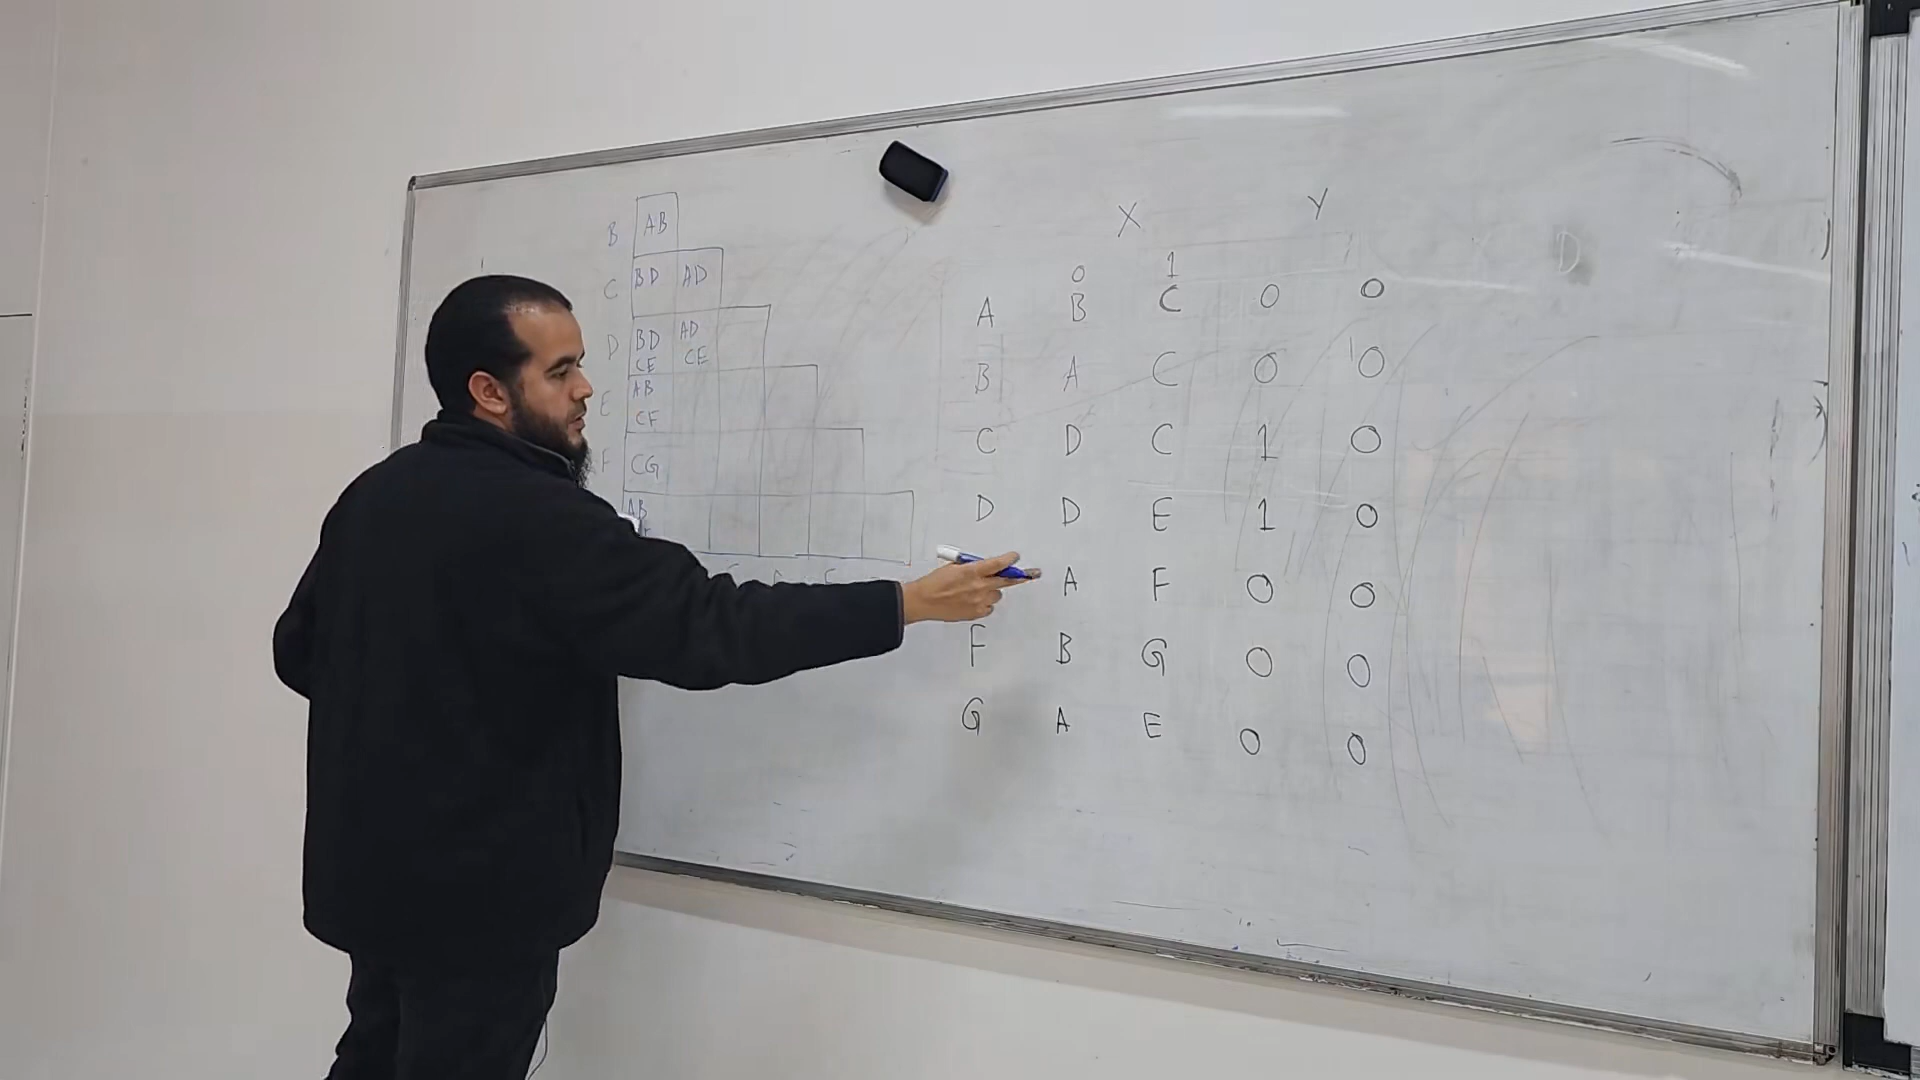 B AB
C BD AD
D BD AD
CE CE
E AB
CF
F CG
AB
X Y
0 1
A B C 0 0
B A C 0 0
C D C 1 0
D D E 1 0
A F 0 0
F B G 0 0
G A E 0 0
D